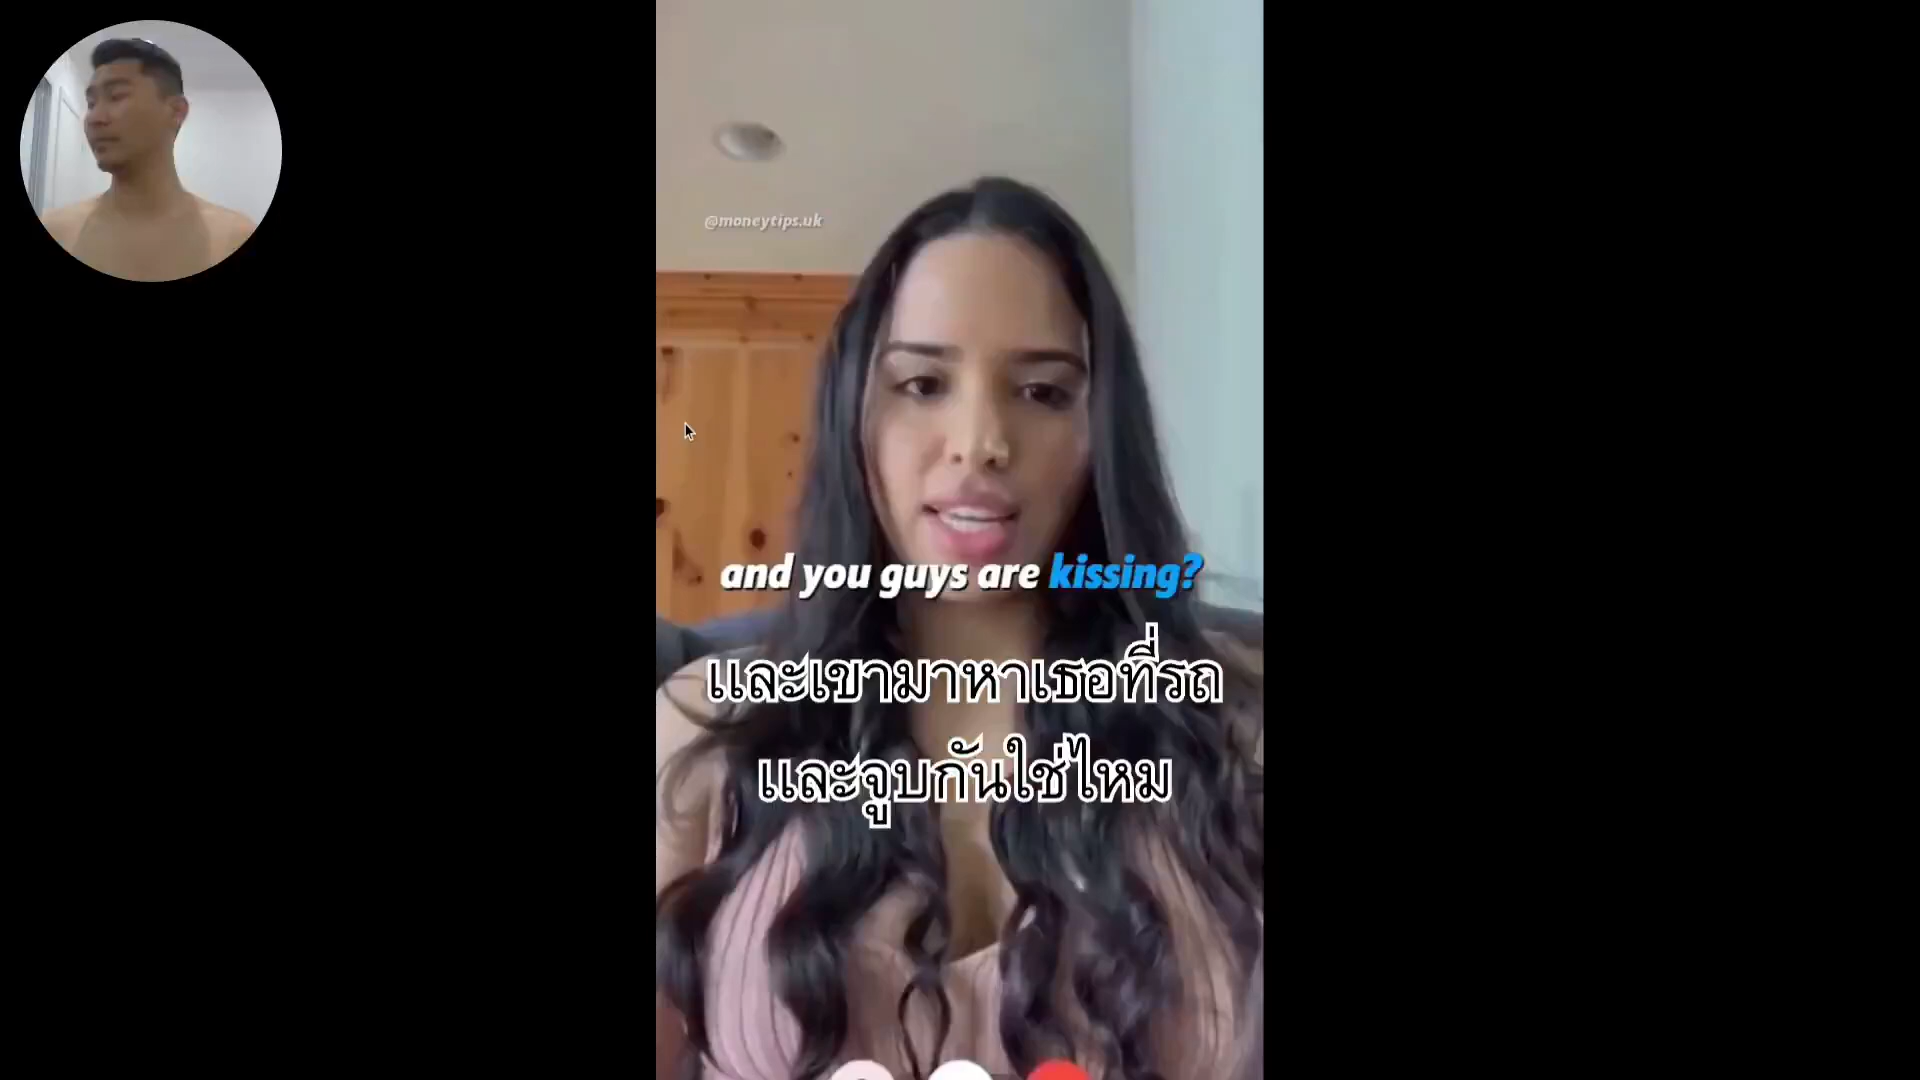 @moneytips.uk
and you guys are kissing?
และเขามาหาเธอที่รถ
และจูบกันใช่ไหม